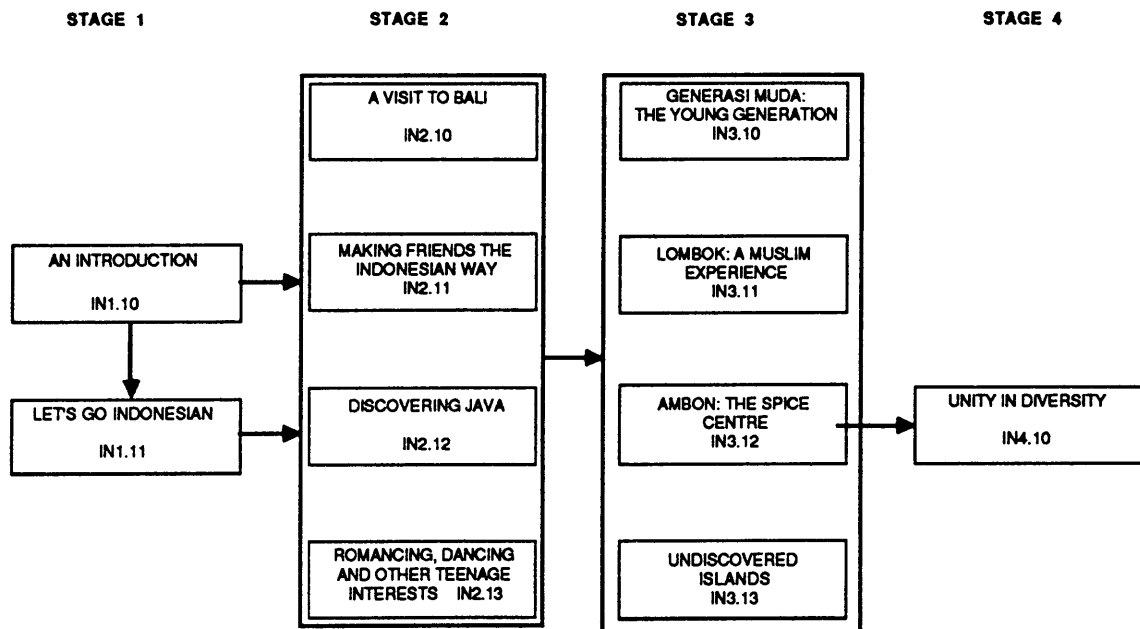 STAGE 1
STAGE 2
STAGE 3
STAGE 4
AN INTRODUCTION
IN1.10
LET'S GO INDONESIAN
IN1.11
A VISIT TO BALI
IN2.10
MAKING FRIENDS THE
INDONESIAN WAY
IN2.11
DISCOVERING JAVA
IN2.12
ROMANCING, DANCING
AND OTHER TEENAGE
INTERESTS IN2.13
GENERASI MUDA:
THE YOUNG GENERATION
IN3.10
LOMBOK: A MUSLIM
EXPERIENCE
IN3.11
AMBON: THE SPICE
CENTRE
IN3.12
UNDISCOVERED
ISLANDS
IN3.13
UNITY IN DIVERSITY
IN4.10